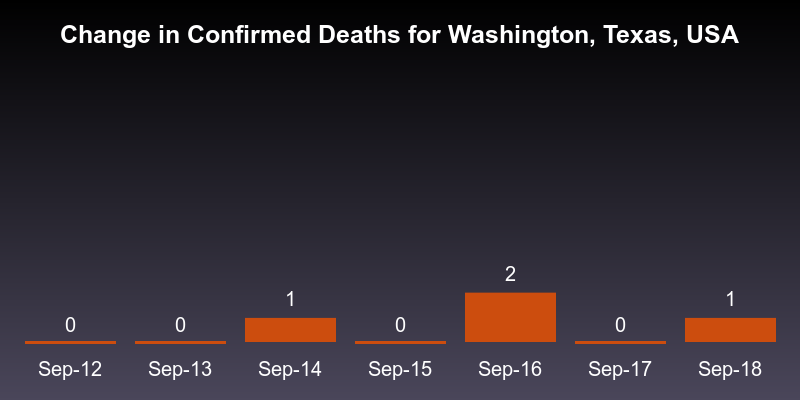 Change in Confirmed Deaths for Washington, Texas, USA
0 0 1 0 2 0 1
Sep-12 Sep-13 Sep-14 Sep-15 Sep-16 Sep-17 Sep-18